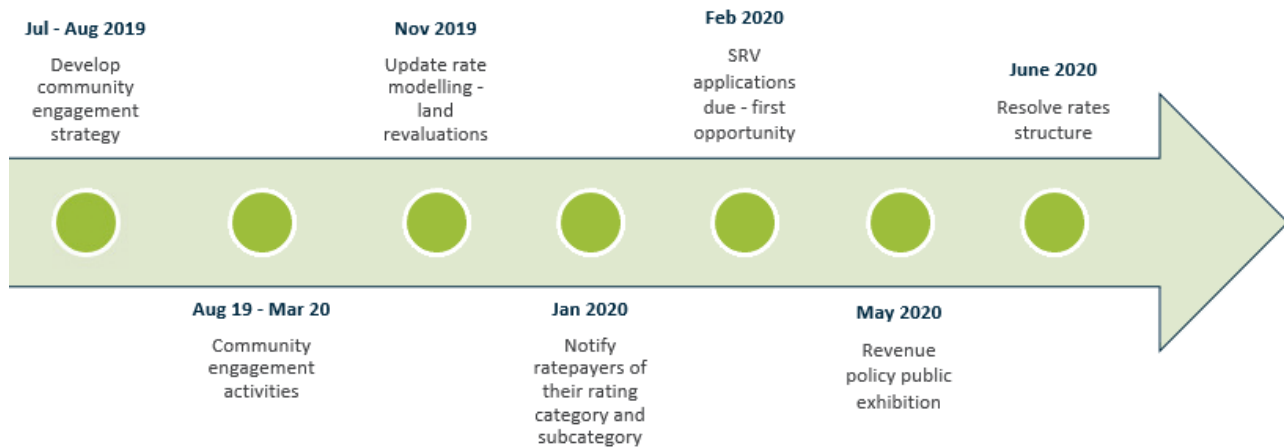 Jul - Aug 2019
Develop
community
engagement
strategy
Aug 19 - Mar 20
Community
engagement
activities
Nov 2019
Update rate
modelling -
land
revaluations
Jan 2020
Notify
ratepayers of
their rating
category and
subcategory
Feb 2020
SRV
applications
due - first
opportunity
May 2020
Revenue
policy public
exhibition
June 2020
Resolve rates
structure